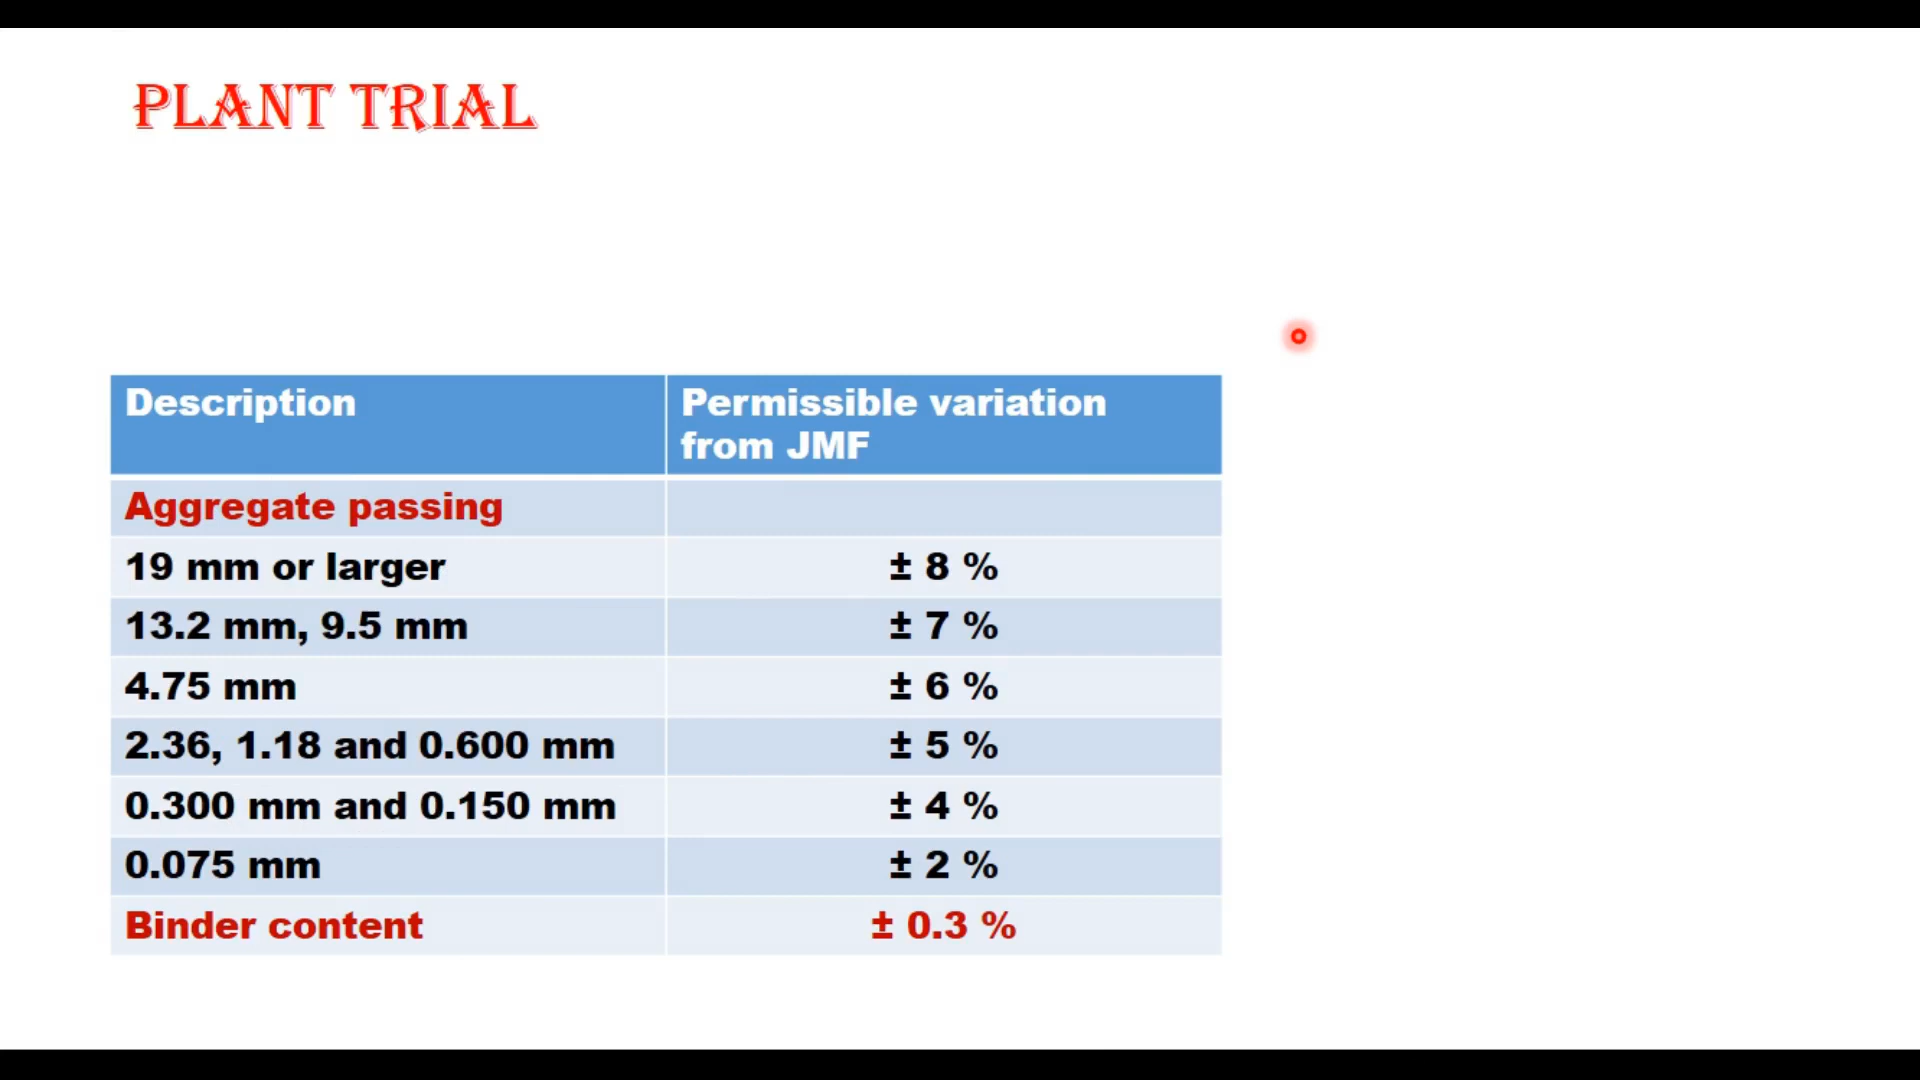 PLANT TRIAL
Description
Permissible variation
from JMF
Aggregate passing
19 mm or larger ± 8 %
13.2 mm, 9.5 mm ± 7 %
4.75 mm ± 6 %
2.36, 1.18 and 0.600 mm ± 5 %
0.300 mm and 0.150 mm ± 4 %
0.075 mm ± 2 %
Binder content ± 0.3 %